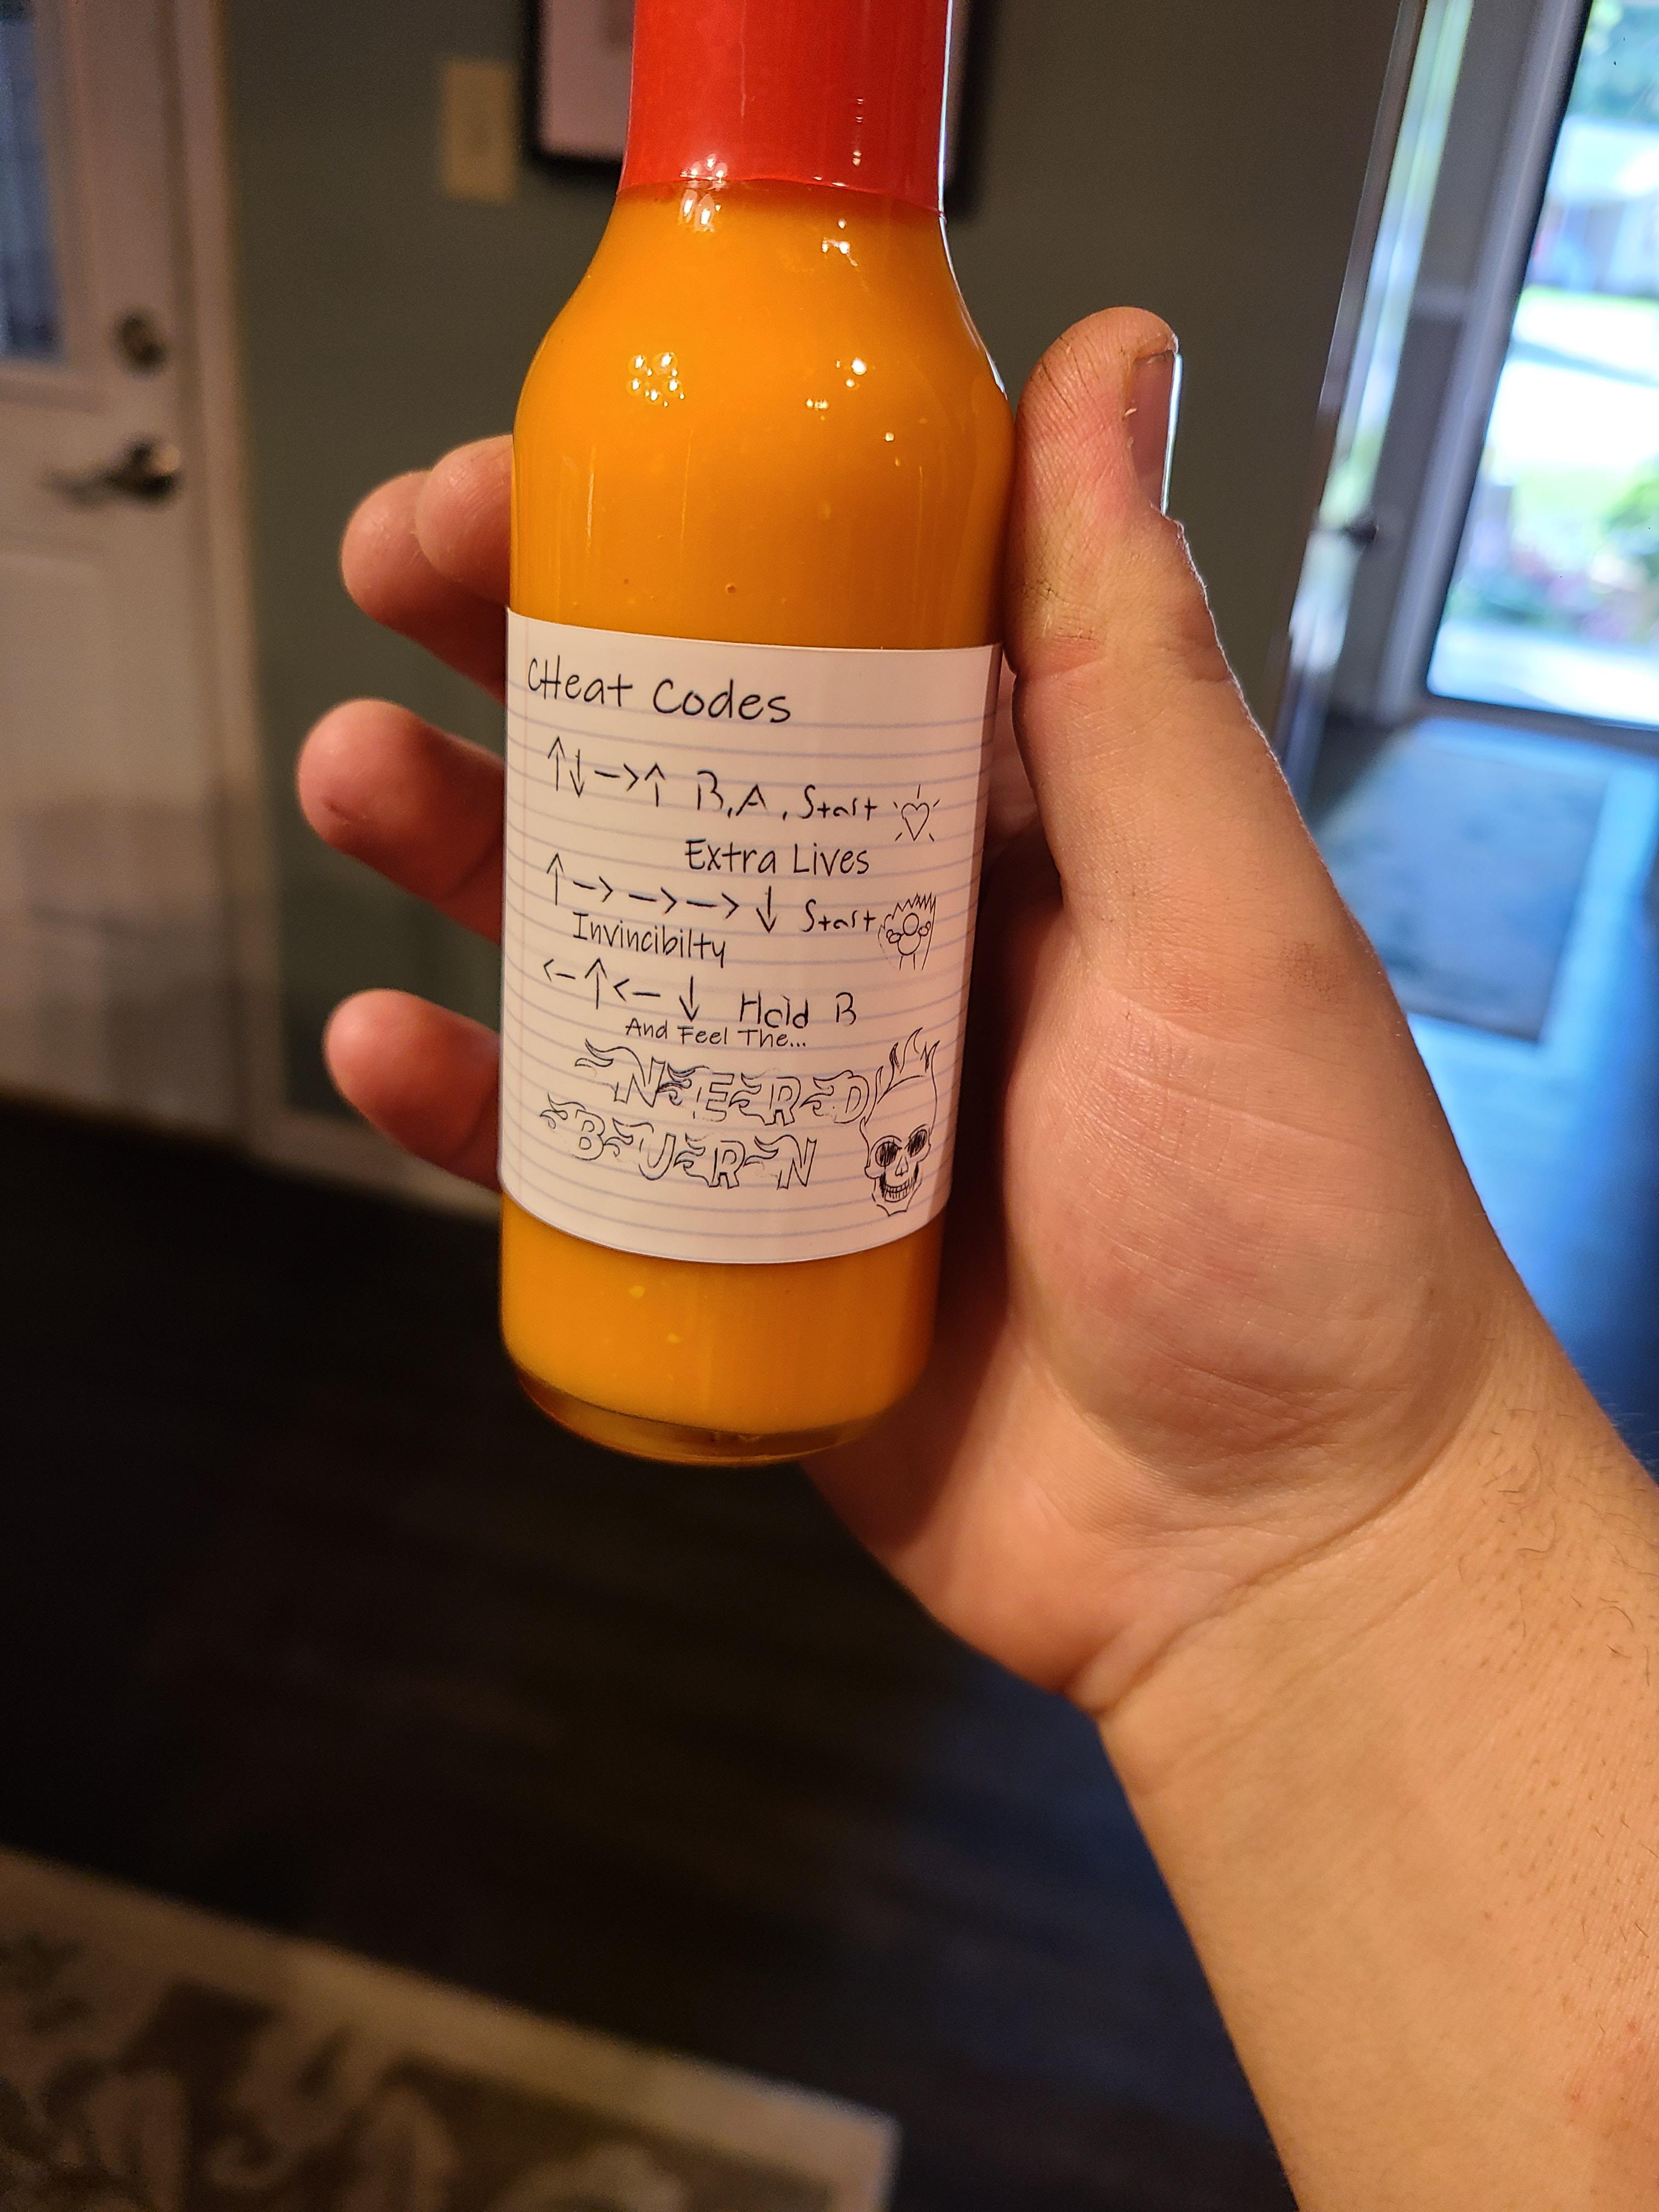 CHeat Codes
↑↓→↑ B,A, Start
Extra Lives
↑→→→↓ Start
Invincibilty
←↑←↓ Hold B
And Feel The...
NERD
BURN